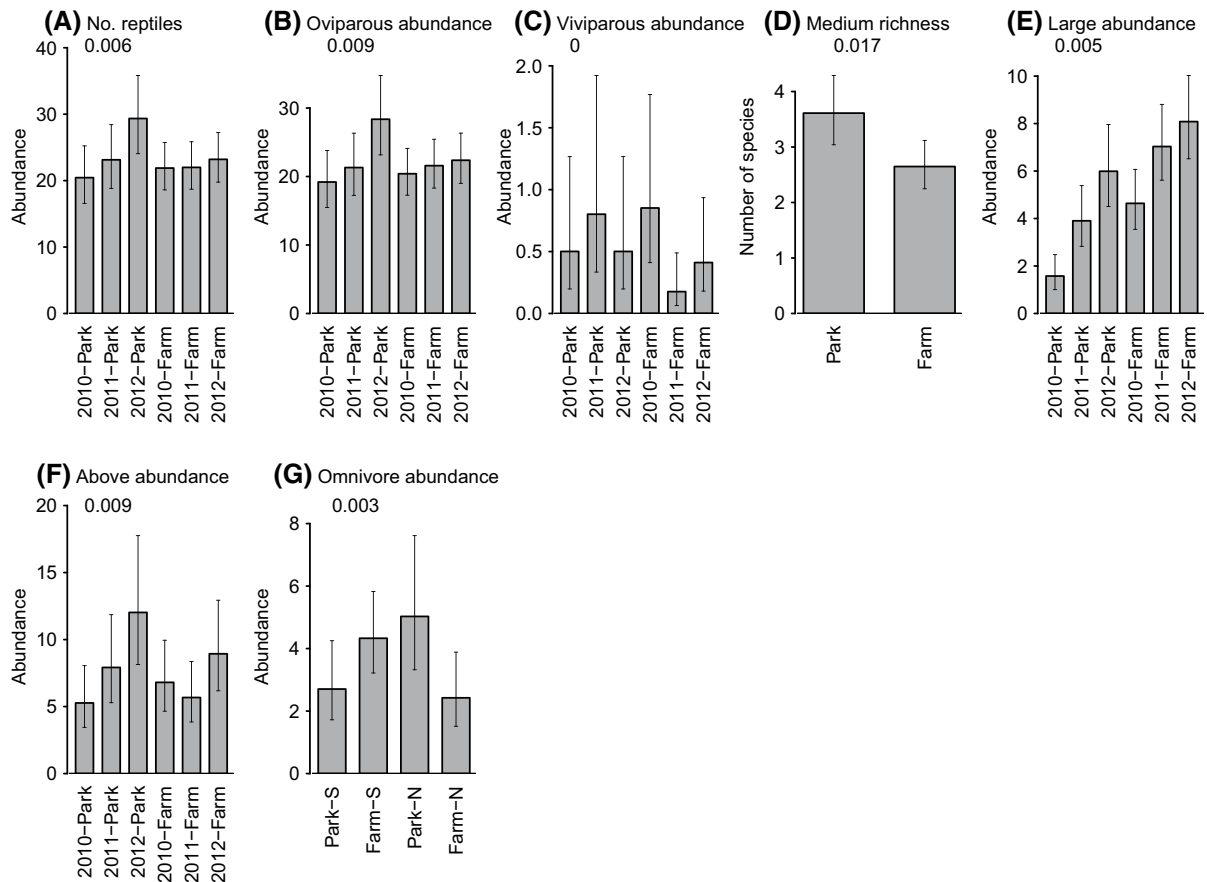 (A) No. reptiles
0.006
40
30
20
10
0
Abundance
2010−Park
2011−Park
2012−Park
2010−Farm
2011−Farm
2012−Farm
(B) Oviparous abundance
0.009
30
20
10
0
Abundance
2010−Park
2011−Park
2012−Park
2010−Farm
2011−Farm
2012−Farm
(C) Viviparous abundance
0
2.0
1.5
1.0
0.5
0.0
Abundance
2010−Park
2011−Park
2012−Park
2010−Farm
2011−Farm
2012−Farm
(D) Medium richness
0.017
4
3
2
1
0
Number of species
Park
Farm
(E) Large abundance
0.005
10
8
6
4
2
0
Abundance
2010−Park
2011−Park
2012−Park
2010−Farm
2011−Farm
2012−Farm
(F) Above abundance
0.009
20
15
10
5
0
Abundance
2010−Park
2011−Park
2012−Park
2010−Farm
2011−Farm
2012−Farm
(G) Omnivore abundance
0.003
8
6
4
2
0
Abundance
Park−S
Farm−S
Park−N
Farm−N